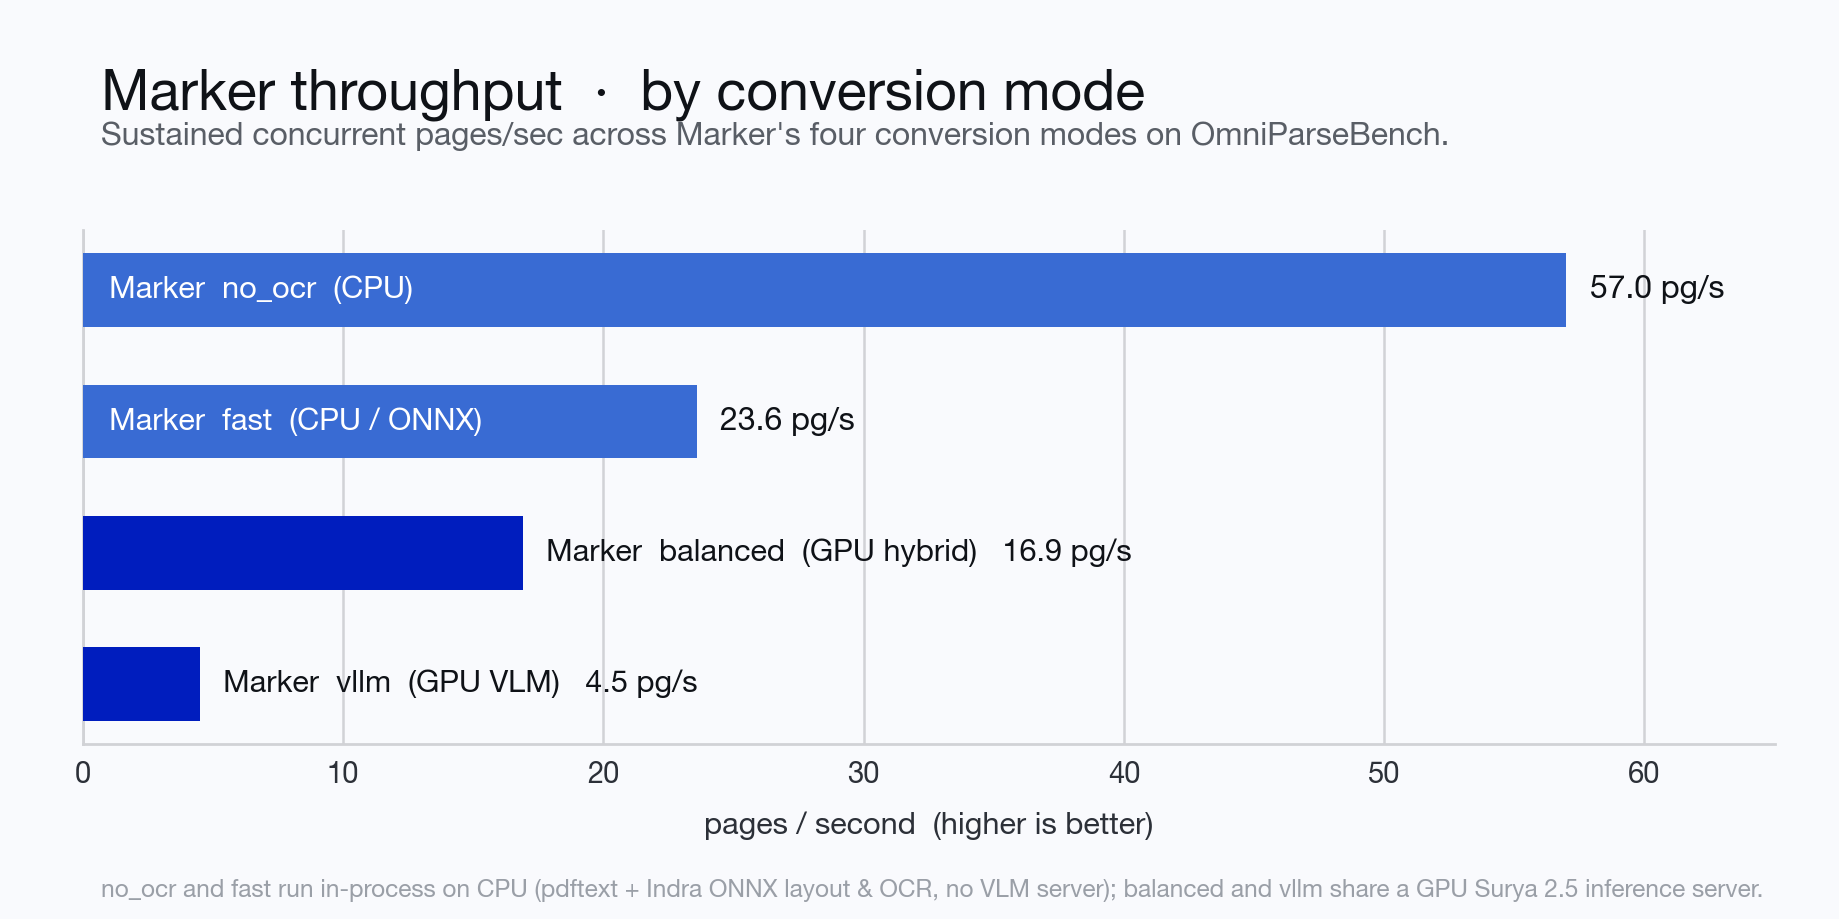 Marker throughput · by conversion mode
Sustained concurrent pages/sec across Marker's four conversion modes on OmniParseBench.
Marker no_ocr (CPU) 57.0 pg/s
Marker fast (CPU / ONNX) 23.6 pg/s
Marker balanced (GPU hybrid) 16.9 pg/s
Marker vllm (GPU VLM) 4.5 pg/s
0 10 20 30 40 50 60
pages / second (higher is better)
no_ocr and fast run in-process on CPU (pdftext + Indra ONNX layout & OCR, no VLM server); balanced and vllm share a GPU Surya 2.5 inference server.